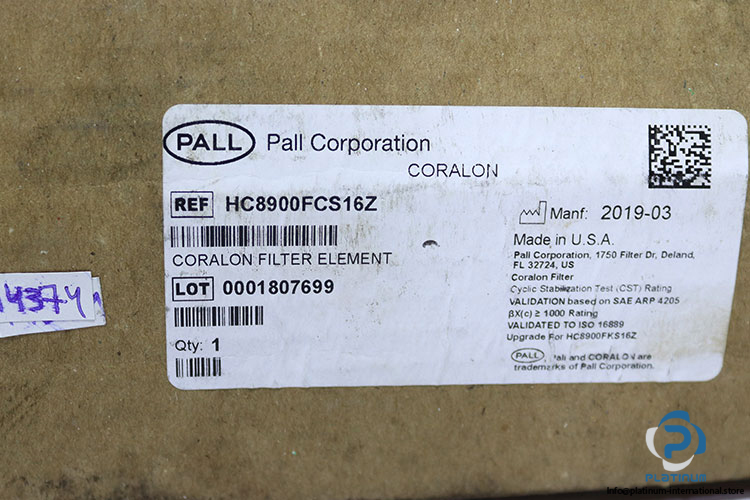 PALL Pall Corporation
CORALON
REF HC8900FCS16Z
CORALON FILTER ELEMENT
LOT 0001807699
Qty: 1
Manf: 2019-03
Made in U.S.A.
Pall Corporation, 1750 Filter Dr, Deland,
FL 32724, US
Coralon Filter
Cyclic Stabilization Test (CST) Rating
VALIDATION based on SAE ARP 4205
βX(c) ≥ 1000 Rating
VALIDATED TO ISO 16889
Upgrade For HC8900FKS16Z
PALL, Pall and CORALON are
trademarks of Pall Corporation.
14374
PLATINUM
info@platinum-international.store